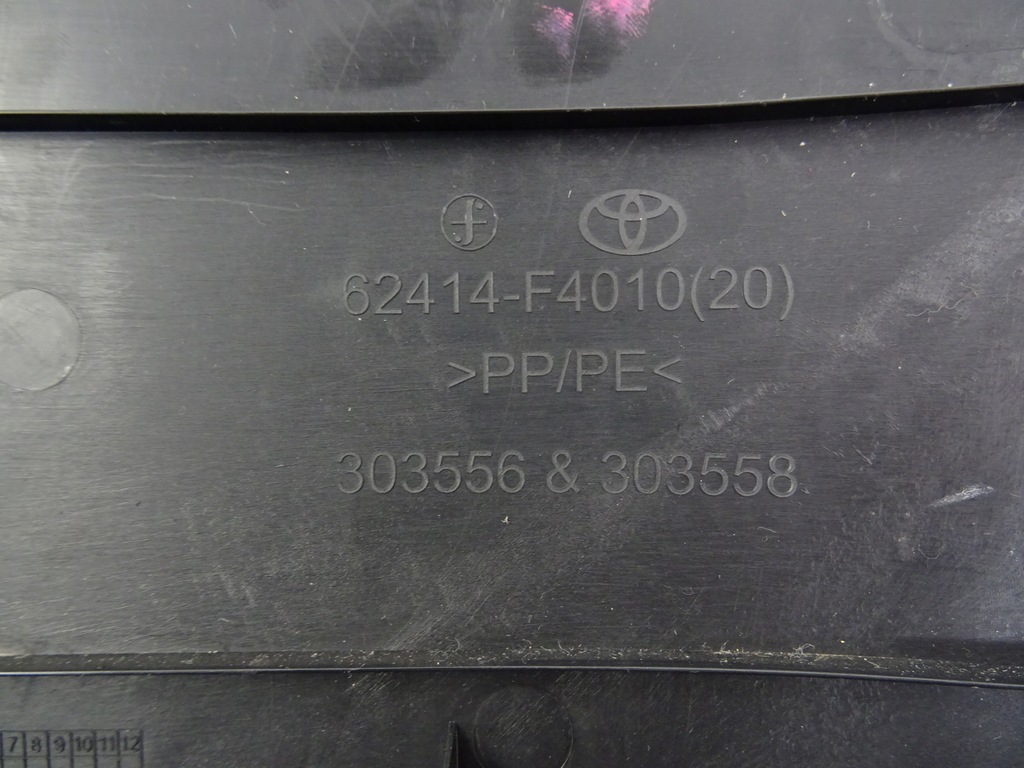 f
62414-F4010(20)
>PP/PE<
303556 & 303558
7 8 9 10 11 12